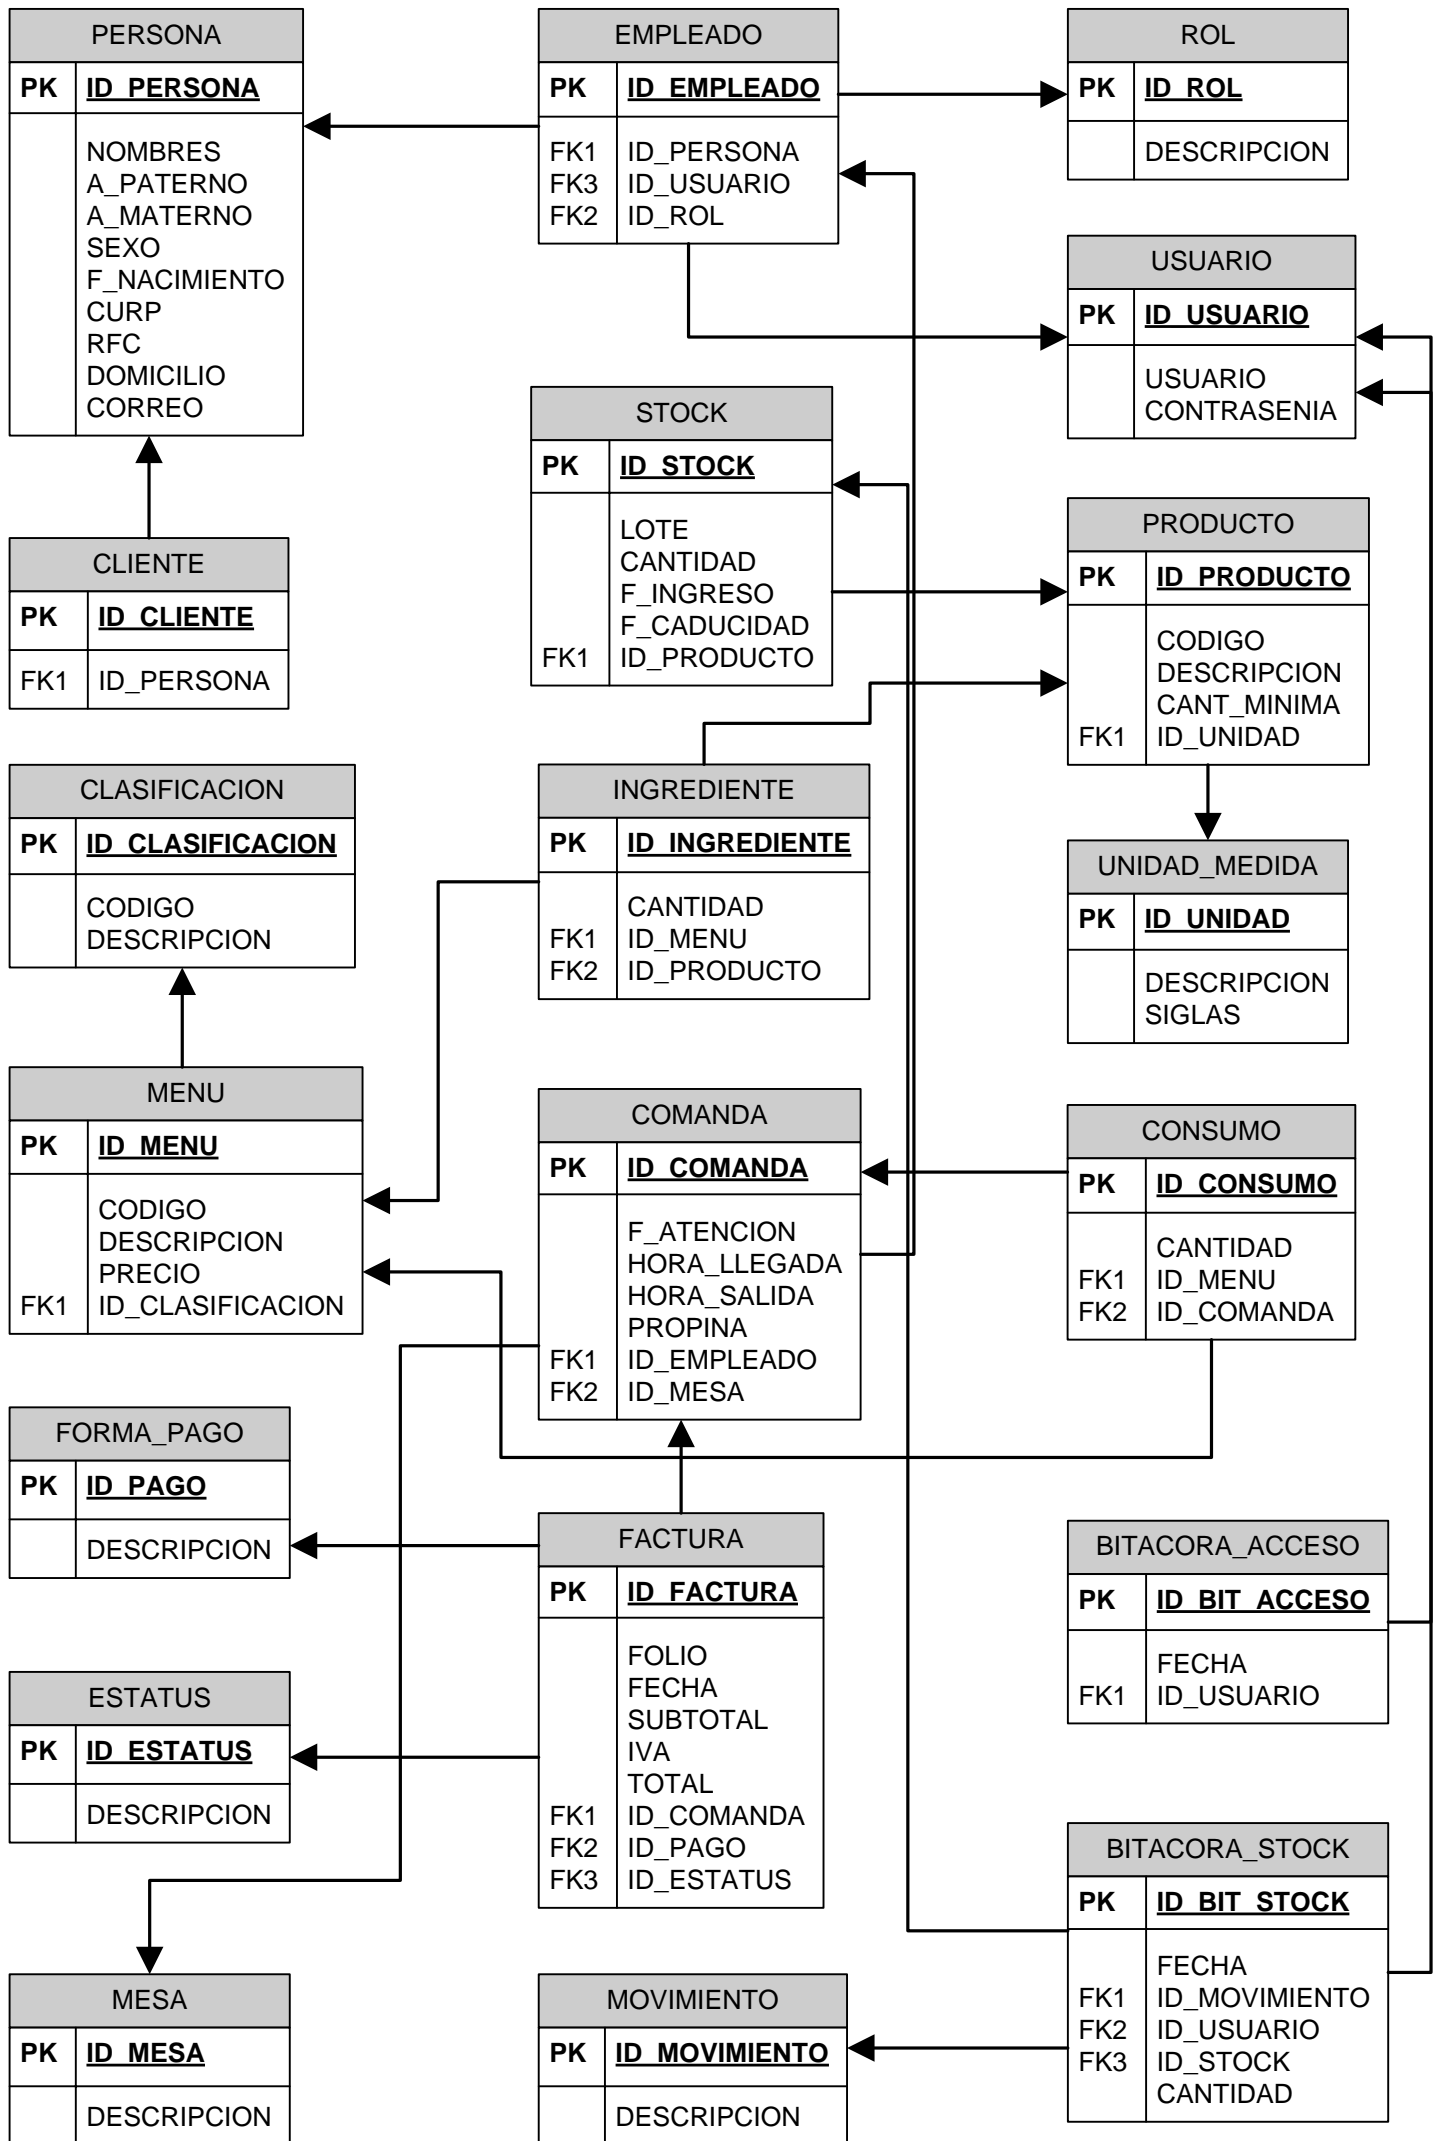 PERSONA
PK ID_PERSONA
NOMBRES
A_PATERNO
A_MATERNO
SEXO
F_NACIMIENTO
CURP
RFC
DOMICILIO
CORREO
EMPLEADO
PK ID_EMPLEADO
FK1 ID_PERSONA
FK3 ID_USUARIO
FK2 ID_ROL
ROL
PK ID_ROL
DESCRIPCION
USUARIO
PK ID_USUARIO
USUARIO
CONTRASENIA
STOCK
PK ID_STOCK
LOTE
CANTIDAD
F_INGRESO
F_CADUCIDAD
FK1 ID_PRODUCTO
PRODUCTO
PK ID_PRODUCTO
CODIGO
DESCRIPCION
CANT_MINIMA
FK1 ID_UNIDAD
CLIENTE
PK ID_CLIENTE
FK1 ID_PERSONA
CLASIFICACION
PK ID_CLASIFICACION
CODIGO
DESCRIPCION
INGREDIENTE
PK ID_INGREDIENTE
CANTIDAD
FK1 ID_MENU
FK2 ID_PRODUCTO
UNIDAD_MEDIDA
PK ID_UNIDAD
DESCRIPCION
SIGLAS
MENU
PK ID_MENU
CODIGO
DESCRIPCION
PRECIO
FK1 ID_CLASIFICACION
COMANDA
PK ID_COMANDA
F_ATENCION
HORA_LLEGADA
HORA_SALIDA
PROPINA
FK1 ID_EMPLEADO
FK2 ID_MESA
CONSUMO
PK ID_CONSUMO
CANTIDAD
FK1 ID_MENU
FK2 ID_COMANDA
FORMA_PAGO
PK ID_PAGO
DESCRIPCION
FACTURA
PK ID_FACTURA
FOLIO
FECHA
SUBTOTAL
IVA
TOTAL
FK1 ID_COMANDA
FK2 ID_PAGO
FK3 ID_ESTATUS
BITACORA_ACCESO
PK ID_BIT_ACCESO
FECHA
FK1 ID_USUARIO
ESTATUS
PK ID_ESTATUS
DESCRIPCION
BITACORA_STOCK
PK ID_BIT_STOCK
FECHA
FK1 ID_MOVIMIENTO
FK2 ID_USUARIO
FK3 ID_STOCK
CANTIDAD
MESA
PK ID_MESA
DESCRIPCION
MOVIMIENTO
PK ID_MOVIMIENTO
DESCRIPCION